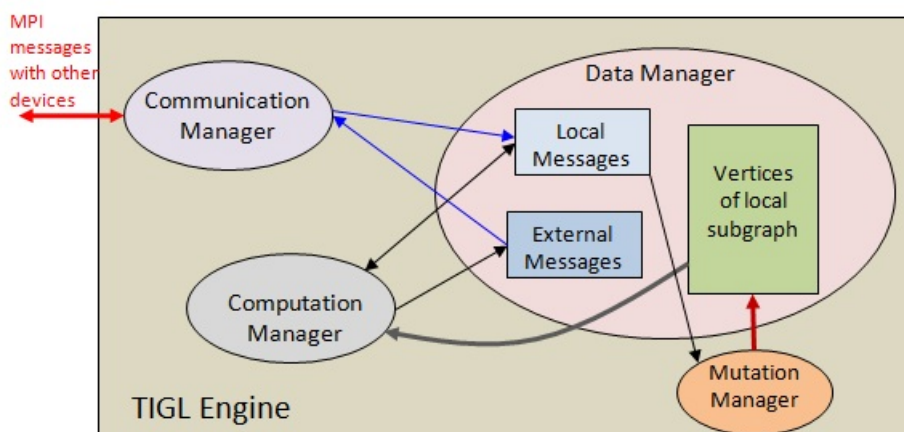 MPI
messages
with other
devices
Communication
Manager
Data Manager
Local
Messages
Vertices
of local
subgraph
External
Messages
Computation
Manager
Mutation
Manager
TIGL Engine